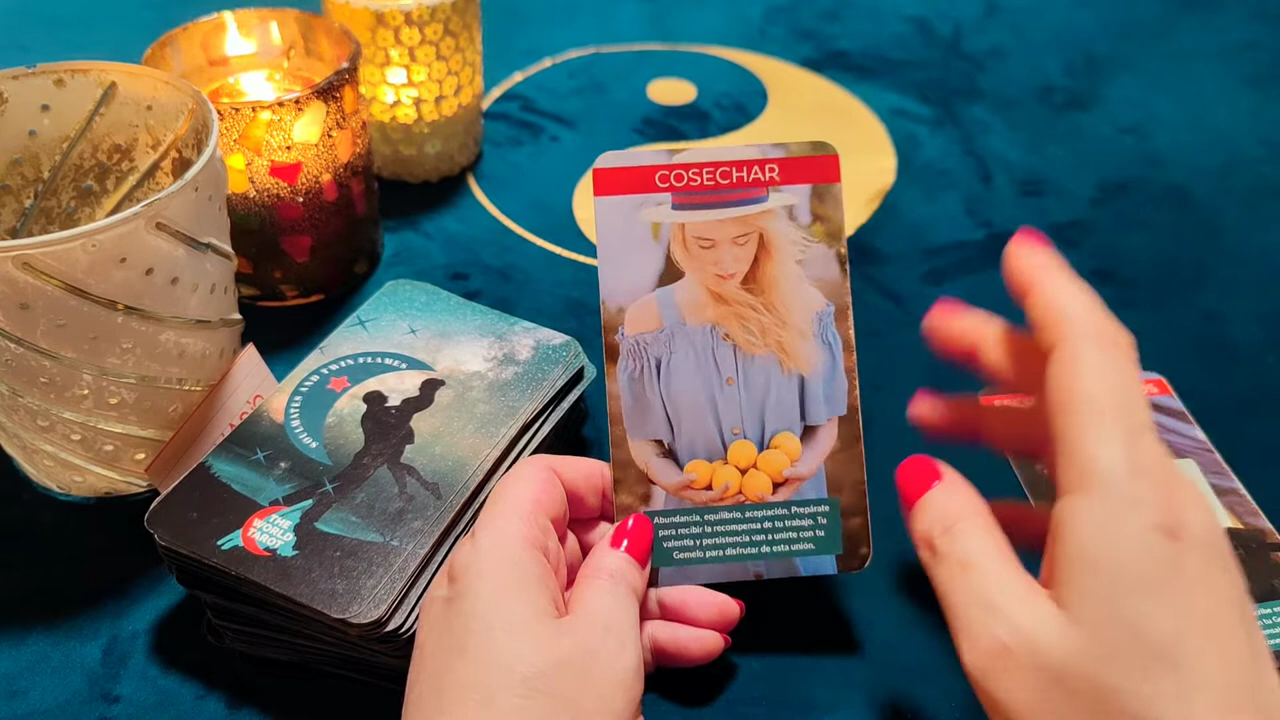 COSECHAR
Abundancia, equilibrio, aceptación. Prepárate
para recibir la recompensa de tu trabajo. Tu
valentía y persistencia van a unirte con tu
Gemelo para disfrutar de esta unión.
SOULMATES AND TWIN FLAMES
THE
WORLD
TAROT